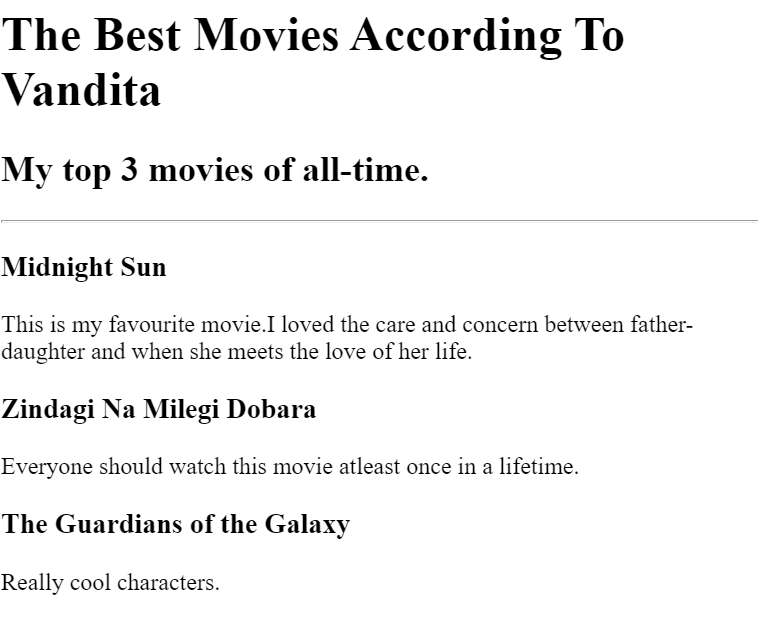 The Best Movies According To
Vandita
My top 3 movies of all-time.
Midnight Sun
This is my favourite movie.I loved the care and concern between father-
daughter and when she meets the love of her life.
Zindagi Na Milegi Dobara
Everyone should watch this movie atleast once in a lifetime.
The Guardians of the Galaxy
Really cool characters.